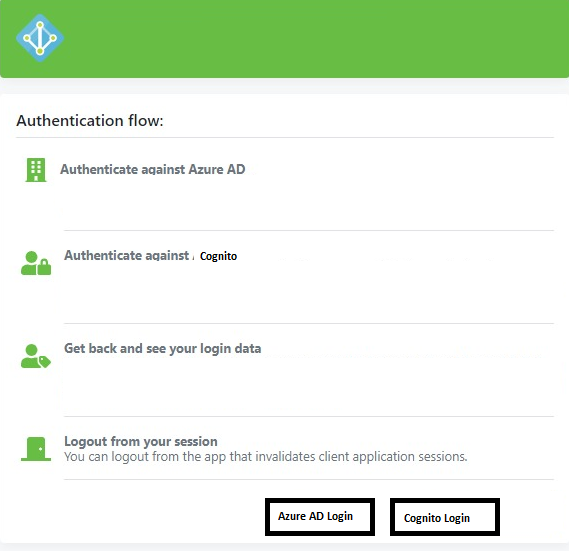 Authentication flow:
Authenticate against Azure AD
Authenticate against Cognito
Get back and see your login data
Logout from your session
You can logout from the app that invalidates client application sessions.
Azure AD Login
Cognito Login